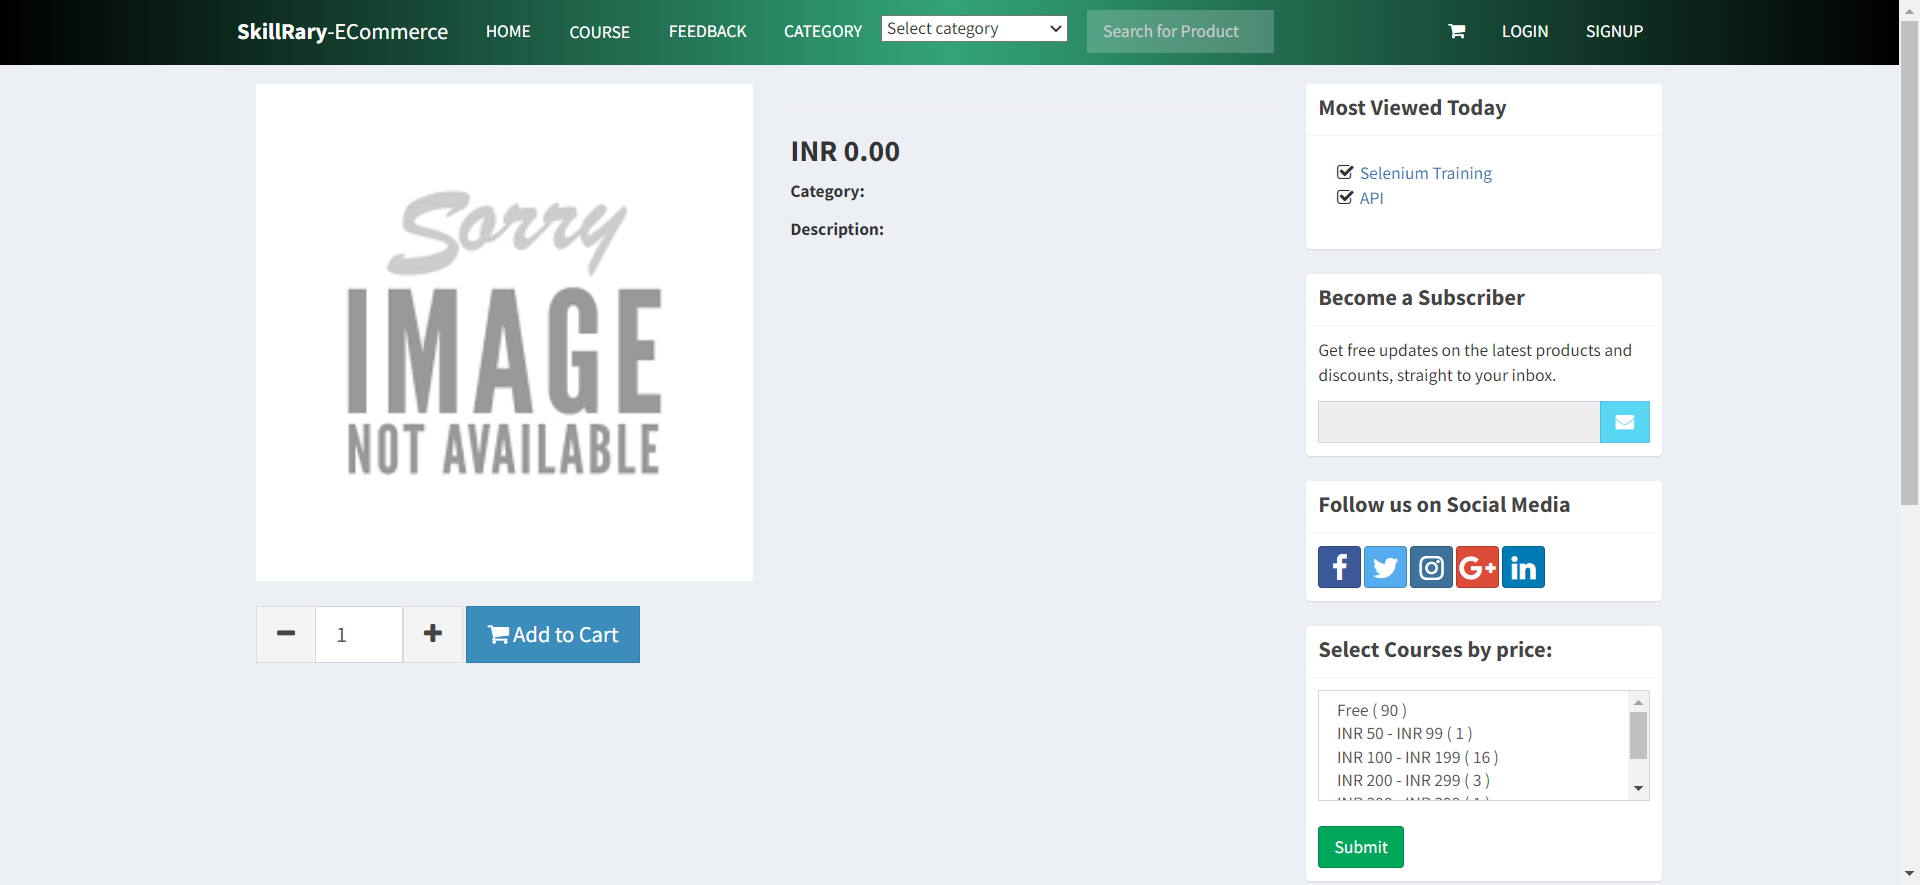 SkillRary-ECommerce HOME COURSE FEEDBACK CATEGORY Select category Search for Product LOGIN SIGNUP
Sorry
IMAGE
NOT AVAILABLE
1
Add to Cart
INR 0.00
Category:
Description:
Most Viewed Today
Selenium Training
API
Become a Subscriber
Get free updates on the latest products and
discounts, straight to your inbox.
Follow us on Social Media
f G+ in
Select Courses by price:
Free ( 90 )
INR 50 - INR 99 ( 1 )
INR 100 - INR 199 ( 16 )
INR 200 - INR 299 ( 3 )
Submit